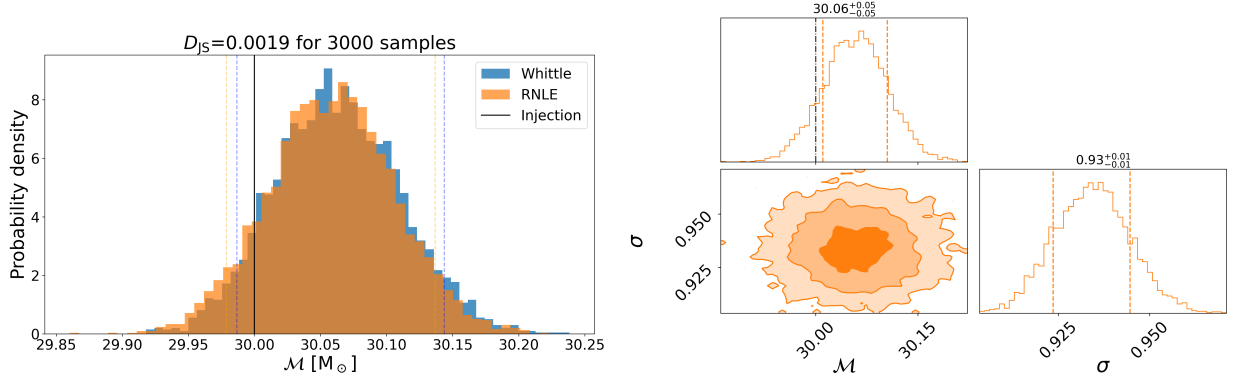 D_JS=0.0019 for 3000 samples
Probability density
8
6
4
2
0
Whittle
RNLE
Injection
29.85 29.90 29.95 30.00 30.05 30.10 30.15 30.20 30.25
ℳ [M_⊙]
30.06^{+0.05}_{-0.05}
σ
0.950
0.925
30.00 30.15
ℳ
0.93^{+0.01}_{-0.01}
0.925 0.950
σ